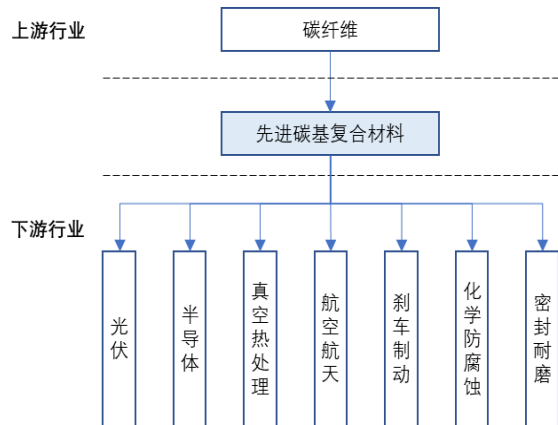 上游行业
碳纤维
先进碳基复合材料
下游行业
光伏
半导体
真空热处理
航空航天
刹车制动
化学防腐蚀
密封耐磨